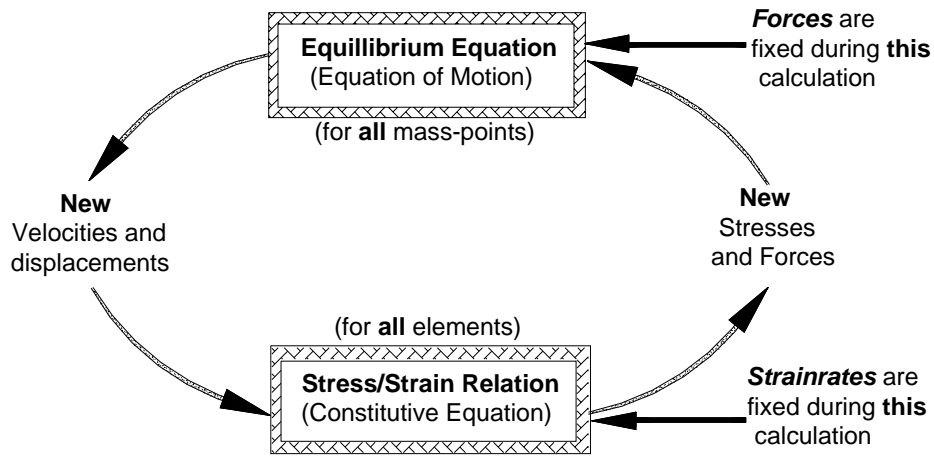 Equillibrium Equation
(Equation of Motion)
(for all mass-points)
Forces are
fixed during this
calculation
New
Velocities and
displacements
New
Stresses
and Forces
(for all elements)
Stress/Strain Relation
(Constitutive Equation)
Strainrates are
fixed during this
calculation